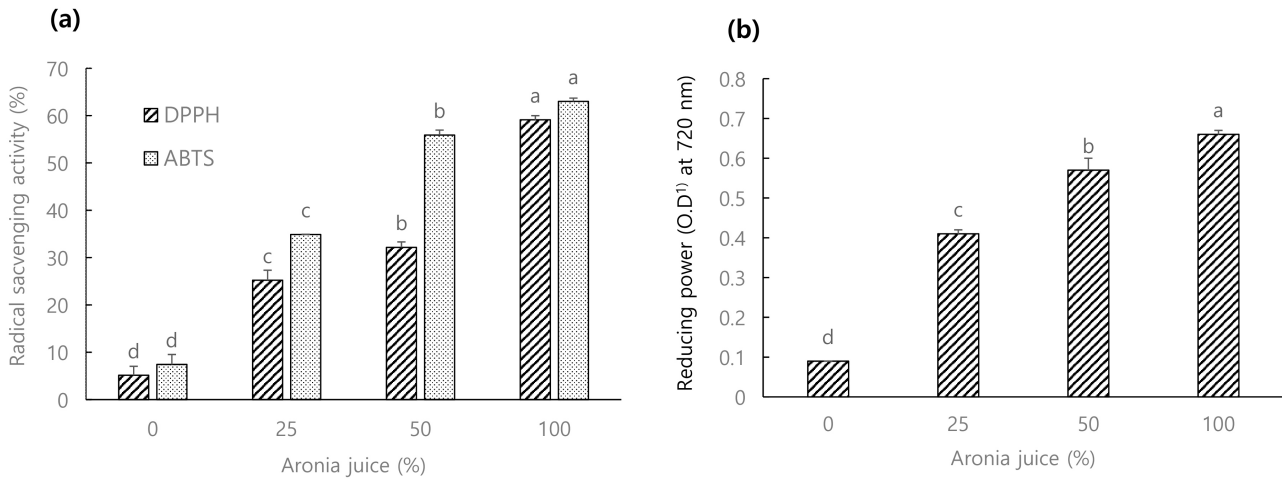 (a)
Radical sacvenging activity (%)
70
60
50
40
30
20
10
0
DPPH
ABTS
d
d
c
c
b
b
a
a
0
25
50
100
Aronia juice (%)
(b)
Reducing power (O.D¹⁾ at 720 nm)
0.8
0.7
0.6
0.5
0.4
0.3
0.2
0.1
0
d
c
b
a
0
25
50
100
Aronia juice (%)